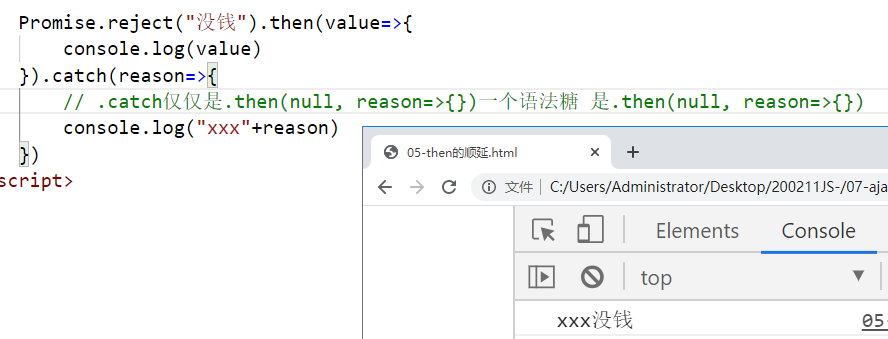 Promise.reject("没钱").then(value=>{
console.log(value)
}).catch(reason=>{
// .catch仅仅是.then(null, reason=>{})一个语法糖 是.then(null, reason=>{})
console.log("xxx"+reason)
})
script>
05-then的顺延.html
文件 C:/Users/Administrator/Desktop/200211JS-/07-aja
Elements Console
top
xxx没钱 05-